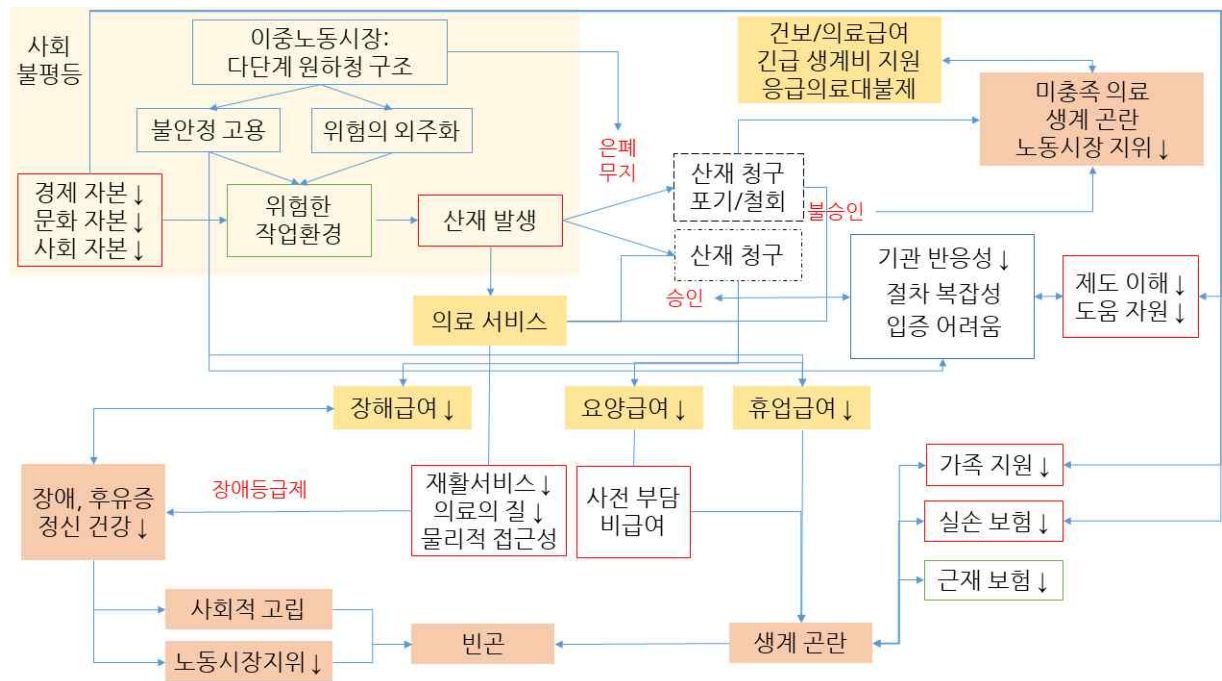 사회
불평등
이중노동시장:
다단계 원하청 구조
불안정 고용
위험의 외주화
경제 자본↓
문화 자본↓
사회 자본↓
위험한
작업환경
산재 발생
은폐
무지
건보/의료급여
긴급 생계비 지원
응급의료대불제
미충족 의료
생계 곤란
노동시장 지위↓
산재 청구
포기/철회
불승인
산재 청구
승인
기관 반응성↓
절차 복잡성
입증 어려움
제도 이해↓
도움 자원↓
의료 서비스
장해급여↓
요양급여↓
휴업급여↓
장애, 후유증
정신 건강↓
장애등급제
재활서비스↓
의료의 질↓
물리적 접근성
사전 부담
비급여
가족 지원↓
실손 보험↓
근재 보험↓
사회적 고립
노동시장지위↓
빈곤
생계 곤란